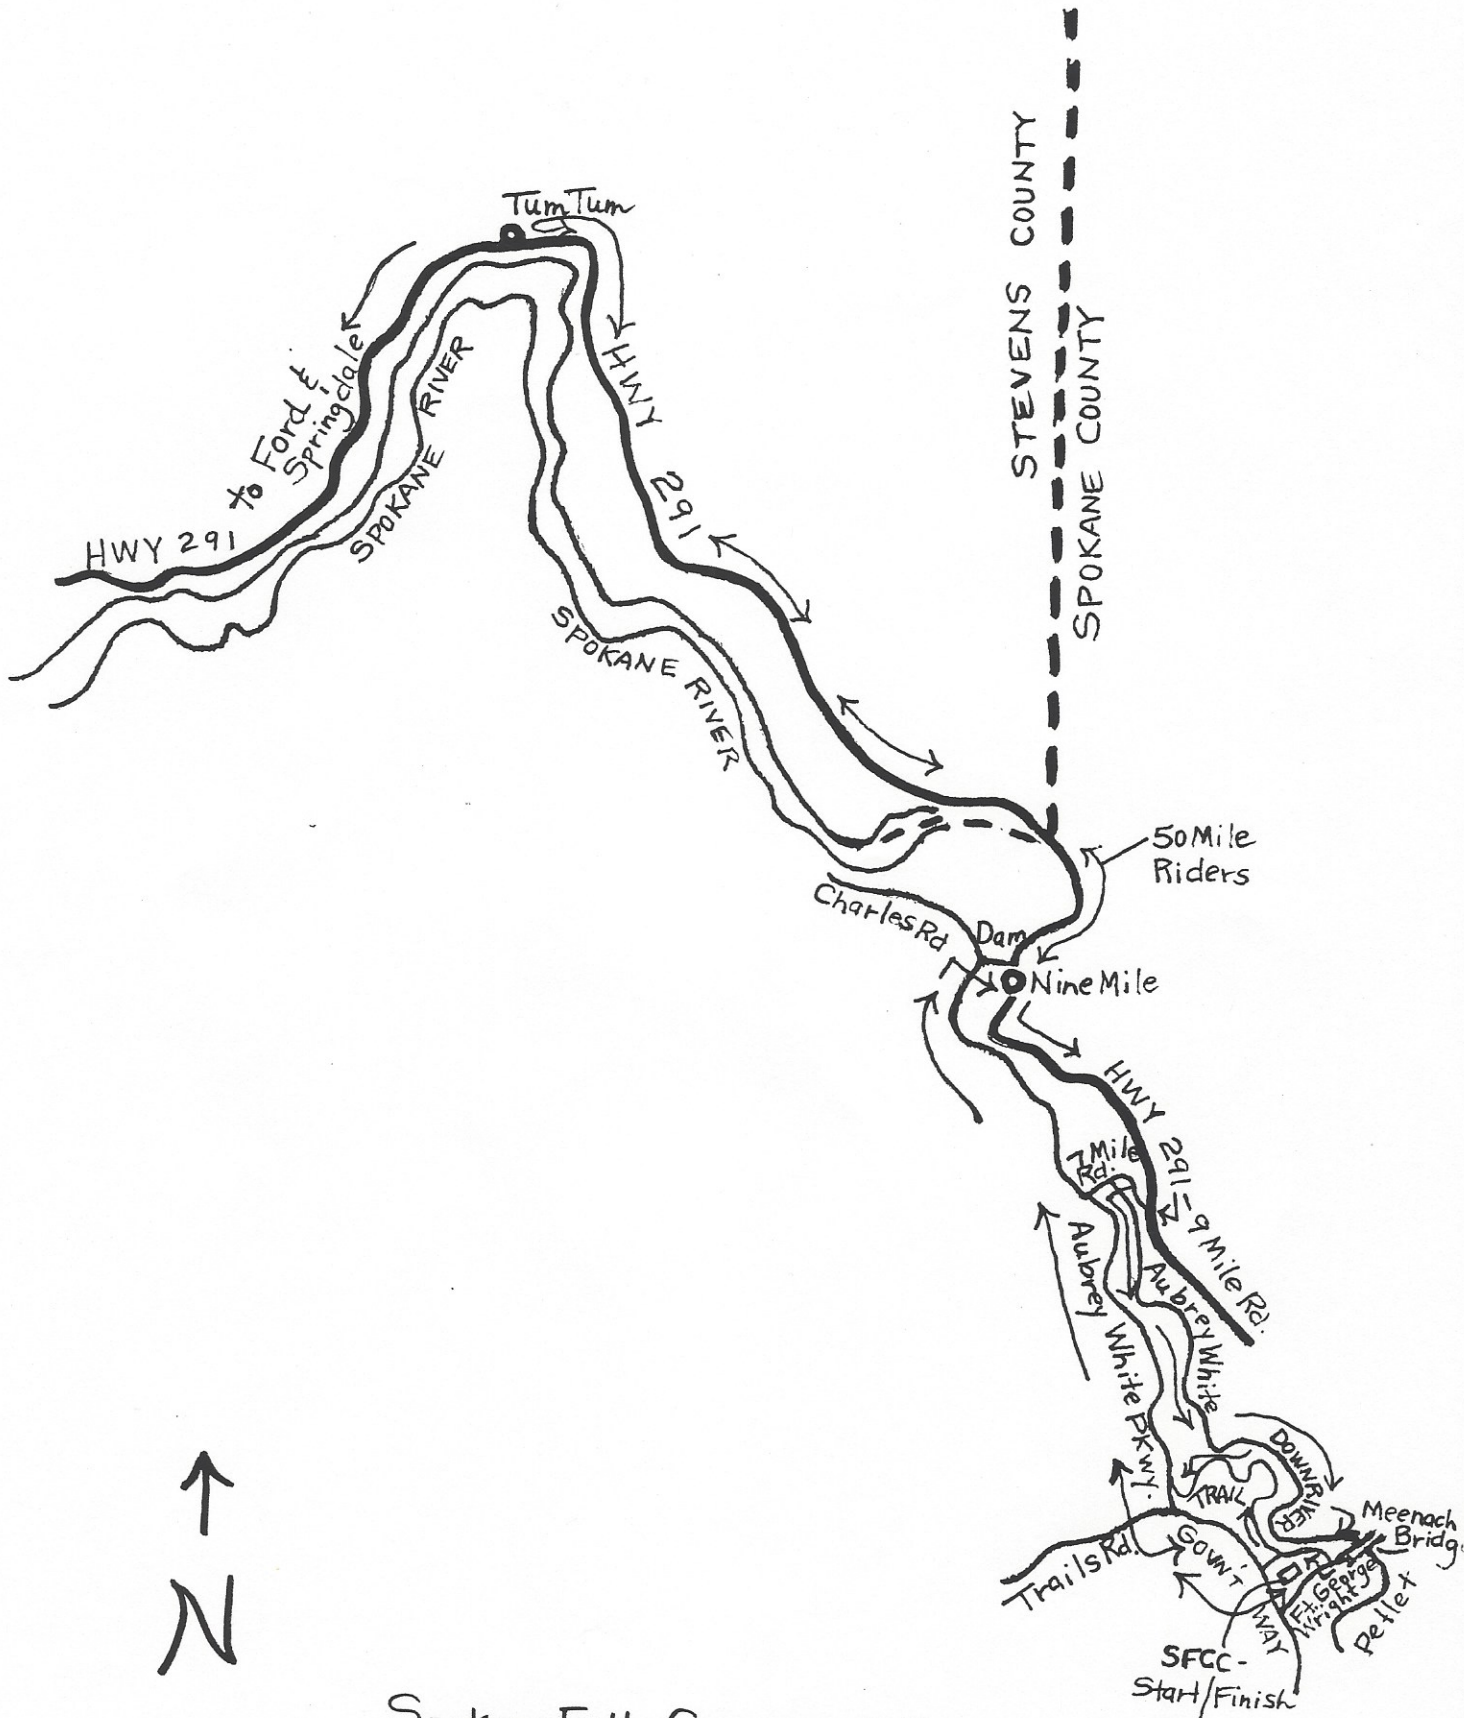 Tum Tum
STEVENS COUNTY
SPOKANE COUNTY
to Ford &
Springdale
HWY 291
SPOKANE RIVER
HWY 291
SPOKANE RIVER
50 Mile
Riders
Charles Rd
Dam
Nine Mile
HWY 291 = 9 Mile Rd.
7 Mile
Rd.
Aubrey White PKWY.
Aubrey White
DOWNRIVER
TRAIL
Meenach
Trails Rd.
GOVN'T WAY
Ft. George
Wright
Pettet
SFCC -
Start/Finish
N